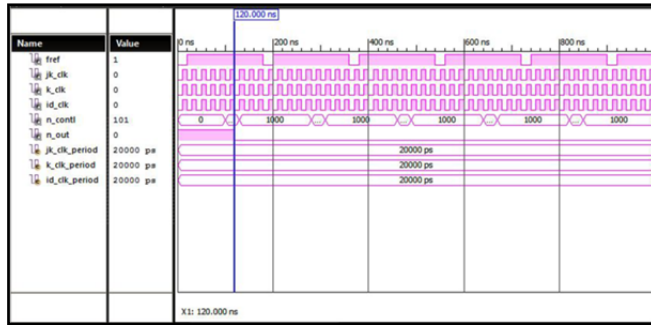 120.000 ns
Name Value 0 ns 200 ns 400 ns 600 ns 800 ns
fref 1
jk_clk 0
k_clk 0
id_clk 0
n_contl 101 0 ... 1000 ... 1000 ... 1000 ... 1000 ... 1000
n_out 0
jk_clk_period 20000 ps 20000 ps
k_clk_period 20000 ps 20000 ps
id_clk_period 20000 ps 20000 ps
X1: 120.000 ns